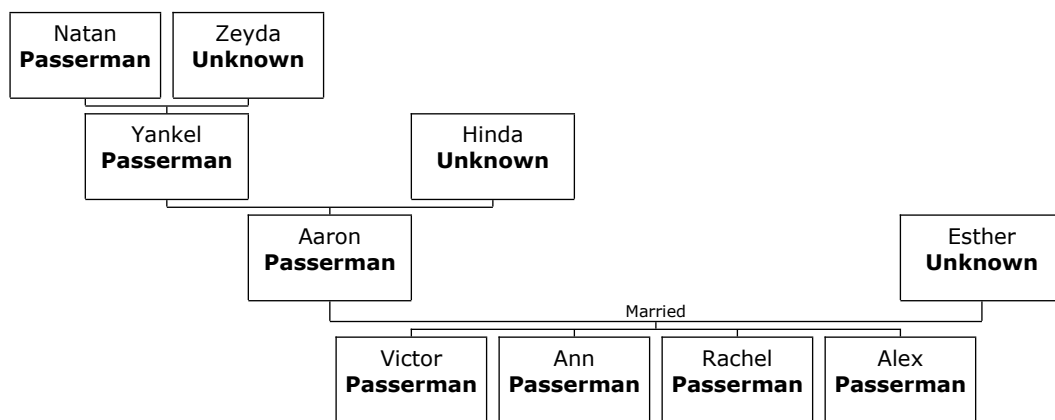 Natan
Passerman
Zeyda
Unknown
Yankel
Passerman
Hinda
Unknown
Aaron
Passerman
Esther
Unknown
Married
Victor
Passerman
Ann
Passerman
Rachel
Passerman
Alex
Passerman